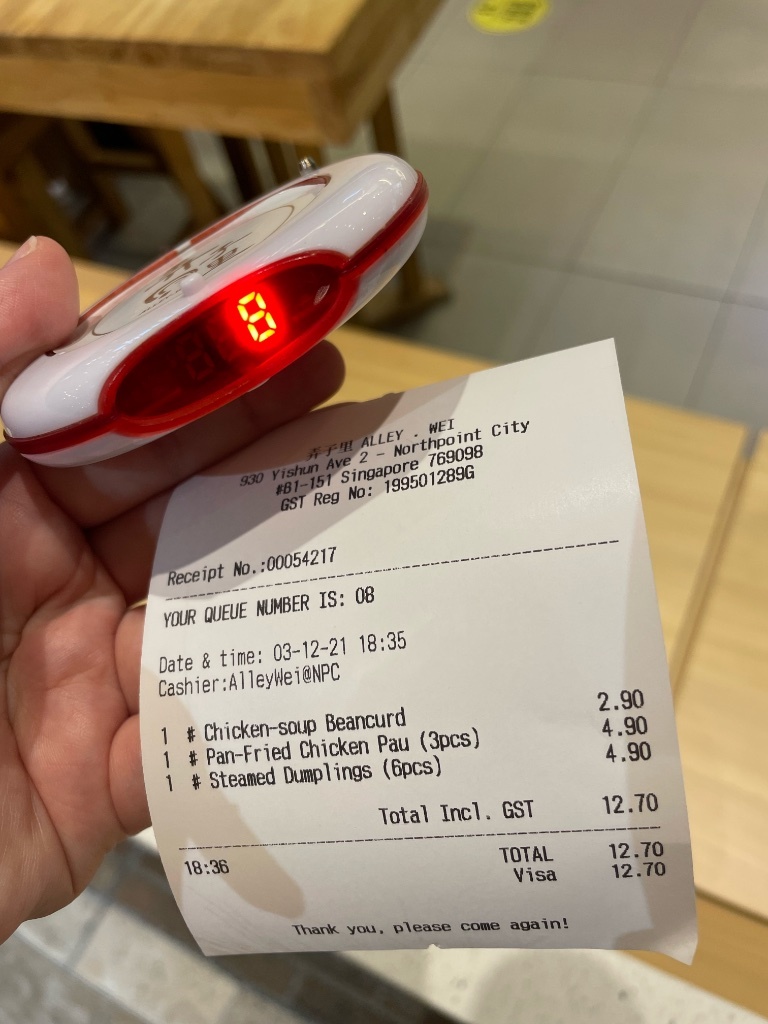 8
弄子里 ALLEY . WEI
930 Yishun Ave 2 - Northpoint City
#B1-151 Singapore 769098
GST Reg No: 199501289G
Receipt No.:00054217
YOUR QUEUE NUMBER IS: 08
Date & time: 03-12-21 18:35
Cashier:AlleyWei@NPC
1 # Chicken-soup Beancurd 2.90
1 # Pan-Fried Chicken Pau (3pcs) 4.90
1 # Steamed Dumplings (6pcs) 4.90
Total Incl. GST 12.70
18:36 TOTAL 12.70
Visa 12.70
Thank you, please come again!